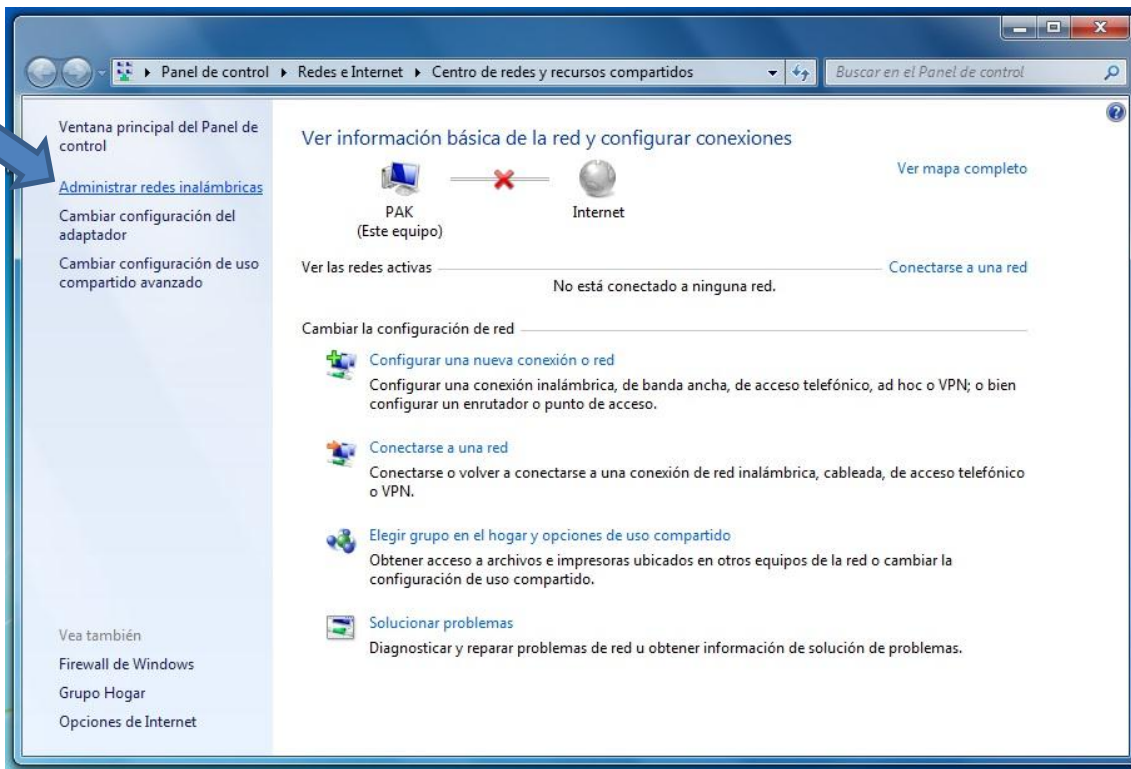 Panel de control ▸ Redes e Internet ▸ Centro de redes y recursos compartidos
Buscar en el Panel de control
Ventana principal del Panel de
control
Administrar redes inalámbricas
Cambiar configuración del
adaptador
Cambiar configuración de uso
compartido avanzado
Vea también
Firewall de Windows
Grupo Hogar
Opciones de Internet
Ver información básica de la red y configurar conexiones
Ver mapa completo
PAK
(Este equipo)
Internet
Ver las redes activas
Conectarse a una red
No está conectado a ninguna red.
Cambiar la configuración de red
Configurar una nueva conexión o red
Configurar una conexión inalámbrica, de banda ancha, de acceso telefónico, ad hoc o VPN; o bien
configurar un enrutador o punto de acceso.
Conectarse a una red
Conectarse o volver a conectarse a una conexión de red inalámbrica, cableada, de acceso telefónico
o VPN.
Elegir grupo en el hogar y opciones de uso compartido
Obtener acceso a archivos e impresoras ubicados en otros equipos de la red o cambiar la
configuración de uso compartido.
Solucionar problemas
Diagnosticar y reparar problemas de red u obtener información de solución de problemas.